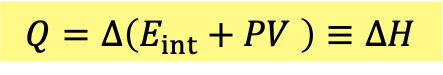 Q = Δ(E_int + PV ) ≡ ΔH